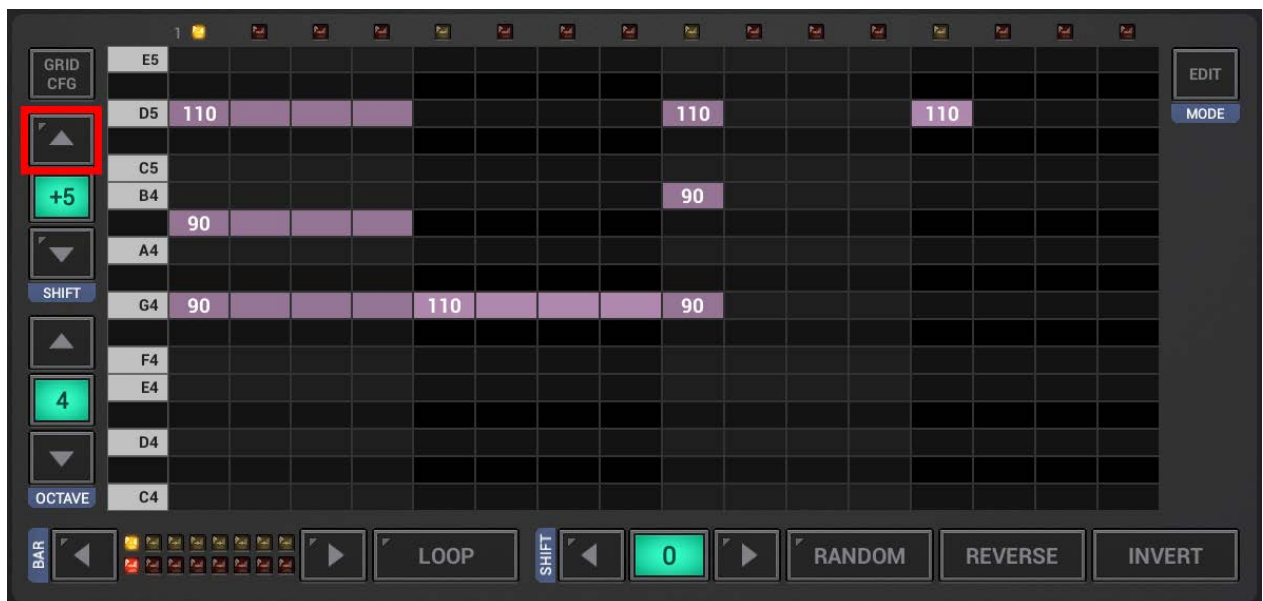 1
GRID
CFG
E5
EDIT
D5 110 110 110
MODE
C5
+5
B4 90
90
A4
SHIFT
G4 90 110 90
F4
E4
4
D4
OCTAVE
C4
BAR
LOOP
SHIFT
0
RANDOM
REVERSE
INVERT